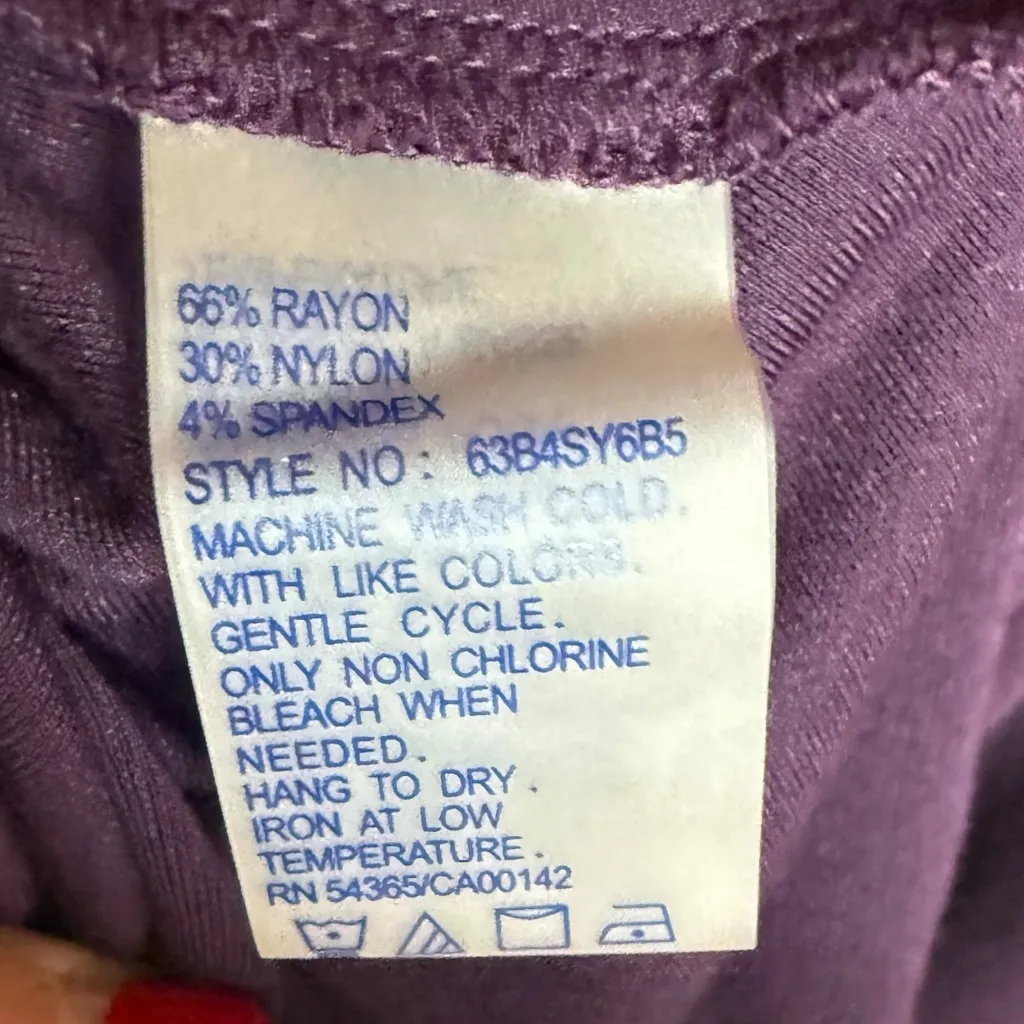 66% RAYON
30% NYLON
4% SPANDEX
STYLE NO : 63B4SY6B5
MACHINE WASH COLD.
WITH LIKE COLORS.
GENTLE CYCLE.
ONLY NON CHLORINE
BLEACH WHEN
NEEDED.
HANG TO DRY .
IRON AT LOW
TEMPERATURE.
RN 54365/CA00142